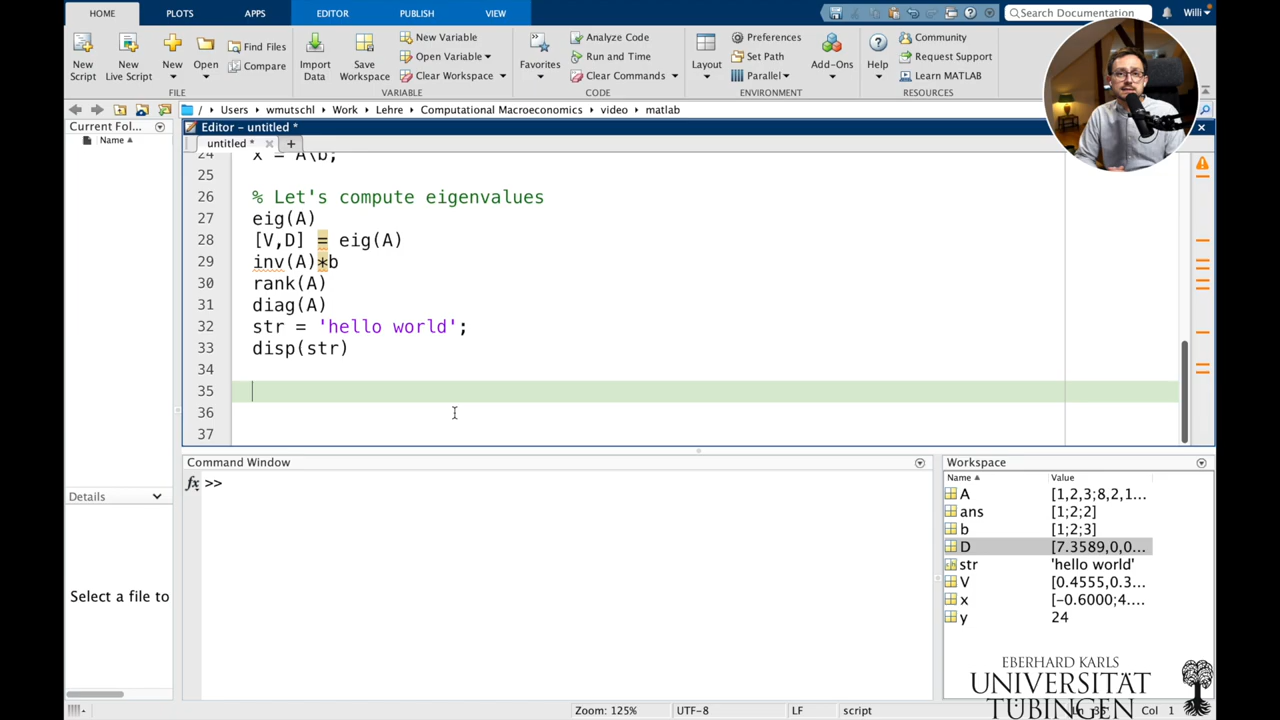 HOME PLOTS APPS EDITOR PUBLISH VIEW Search Documentation Willi
New Script New Live Script New Open Find Files Compare Import Data Save Workspace New Variable Open Variable Clear Workspace Favorites Analyze Code Run and Time Clear Commands Layout Preferences Set Path Parallel Add-Ons Help Community Request Support Learn MATLAB
FILE VARIABLE CODE ENVIRONMENT RESOURCES
/ Users wmutschl Work Lehre Computational Macroeconomics video matlab
Current Fol...
Name
Editor - untitled *
untitled *
24 x = A\b;
25
26 % Let's compute eigenvalues
27 eig(A)
28 [V,D] = eig(A)
29 inv(A)*b
30 rank(A)
31 diag(A)
32 str = 'hello world';
33 disp(str)
34
35
36
37
Details
Select a file to
Command Window
fx >>
Workspace
Name Value
A [1,2,3;8,2,1...
ans [1;2;2]
b [1;2;3]
D [7.3589,0,0...
str 'hello world'
V [0.4555,0.3...
x [-0.6000;4....
y 24
EBERHARD KARLS
UNIVERSITÄT
TÜBINGEN
Zoom: 125% UTF-8 LF script Col 1